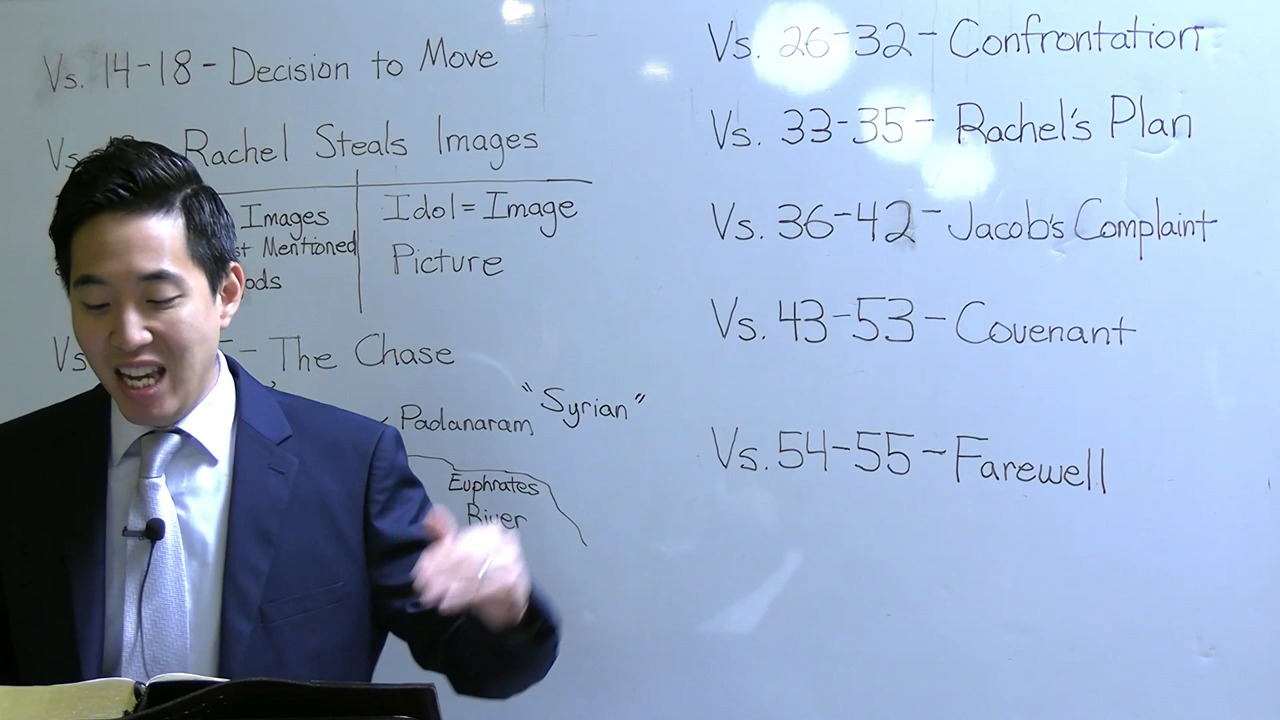 Vs. 14-18- Decision to Move
Vs. Rachel Steals Images
Images
Mentioned
Idol = Image
Picture
Vs. - The Chase
Padanaram "Syrian"
Euphrates
River
Vs. 26-32- Confrontation
Vs. 33-35- Rachel's Plan
Vs. 36-42- Jacob's Complaint
Vs. 43-53- Covenant
Vs. 54-55- Farewell